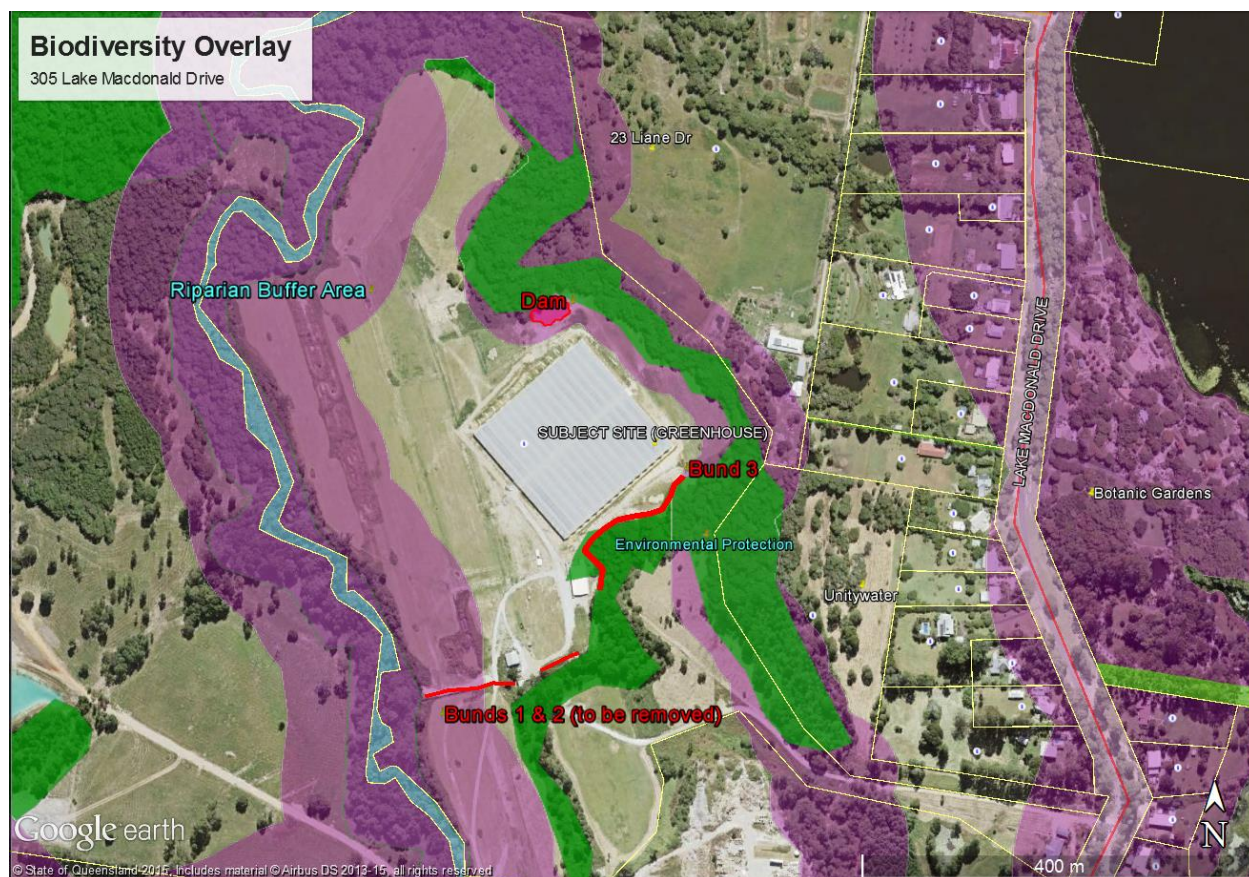 Biodiversity Overlay
305 Lake Macdonald Drive
23 Liane Dr
Riparian Buffer Area
Dam
LAKE MACDONALD DRIVE
SUBJECT SITE (GREENHOUSE)
Bund 3
Botanic Gardens
Environmental Protection
Unitywater
Bunds 1 & 2 (to be removed)
Google earth
N
400 m
© State of Queensland 2015, Includes material © Airbus DS 2013-15, all rights reserved